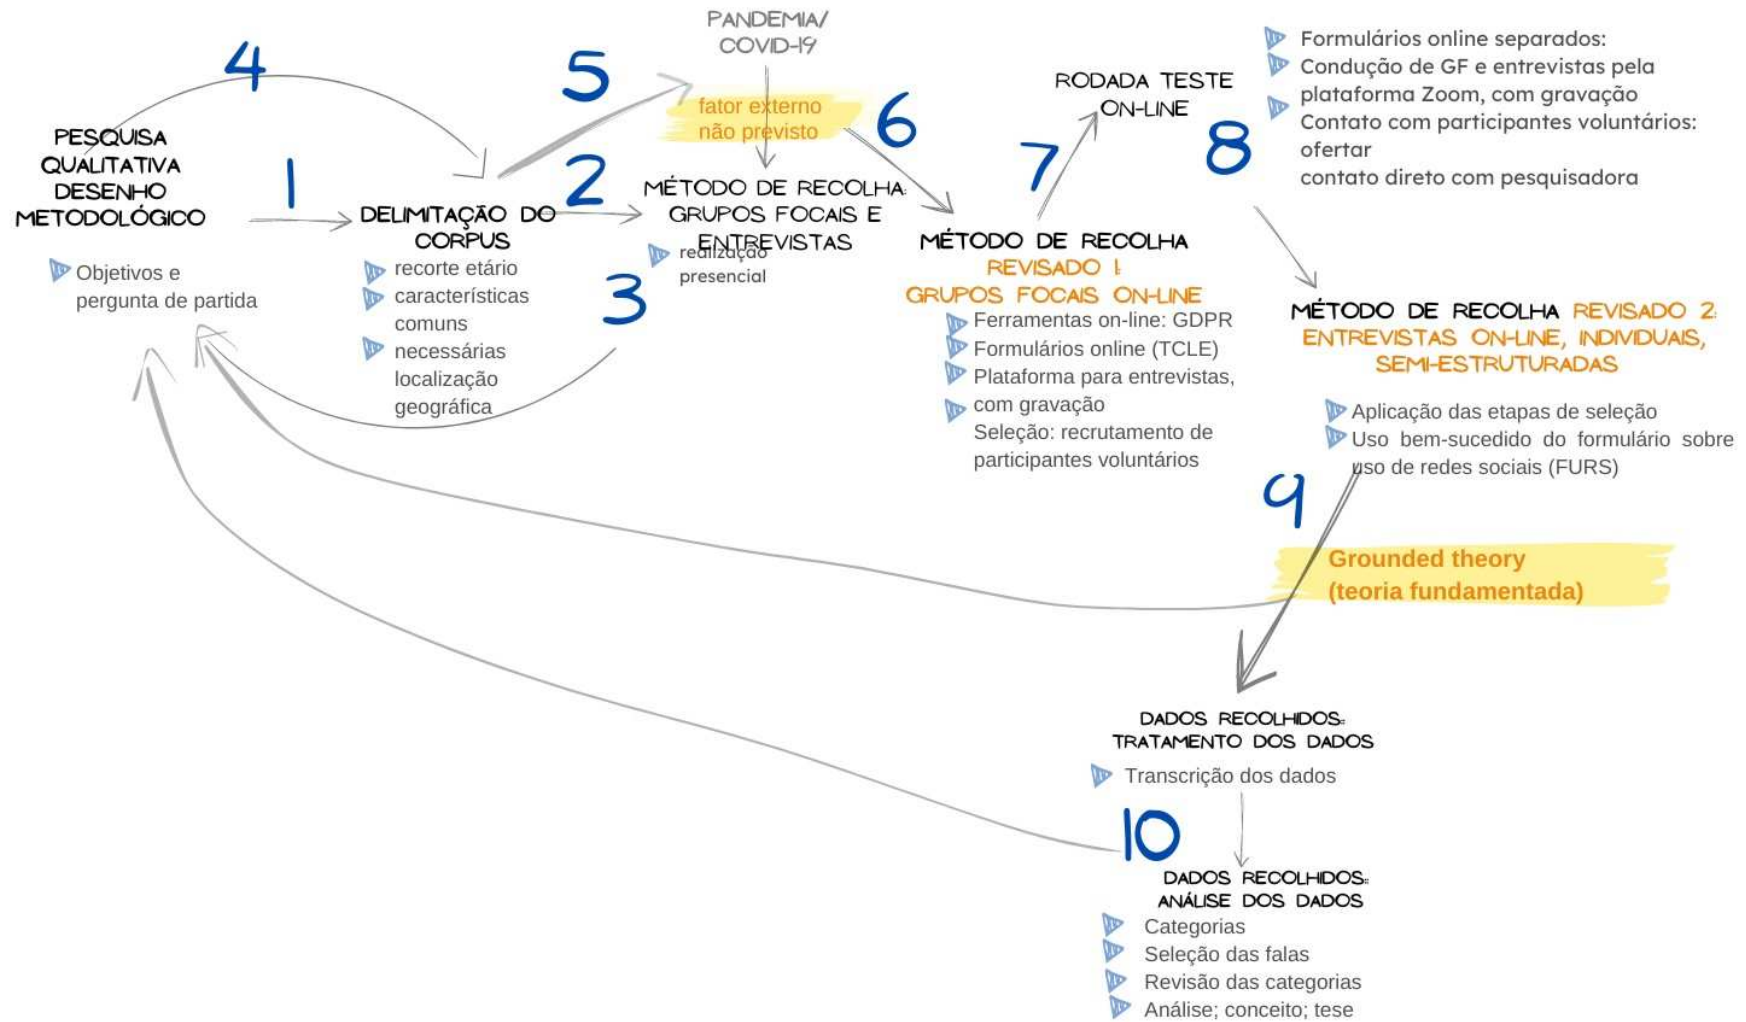 4
PESQUISA
QUALITATIVA
DESENHO
METODOLÓGICO
Objetivos e
pergunta de partida
1
DELIMITAÇÃO DO
CORPUS
recorte etário
características
comuns
necessárias
localização
geográfica
5
2
3
PANDEMIA/
COVID-19
fator externo
não previsto
MÉTODO DE RECOLHA:
GRUPOS FOCAIS E
ENTREVISTAS
realização
presencial
6
MÉTODO DE RECOLHA
REVISADO 1:
GRUPOS FOCAIS ON-LINE
Ferramentas on-line: GDPR
Formulários online (TCLE)
Plataforma para entrevistas,
com gravação
Seleção: recrutamento de
participantes voluntários
7
RODADA TESTE
ON-LINE
8
Formulários online separados:
Condução de GF e entrevistas pela
plataforma Zoom, com gravação
Contato com participantes voluntários:
ofertar
contato direto com pesquisadora
MÉTODO DE RECOLHA REVISADO 2:
ENTREVISTAS ON-LINE, INDIVIDUAIS,
SEMI-ESTRUTURADAS
Aplicação das etapas de seleção
Uso bem-sucedido do formulário sobre
uso de redes sociais (FURS)
9
Grounded theory
(teoria fundamentada)
DADOS RECOLHIDOS:
TRATAMENTO DOS DADOS
Transcrição dos dados
10
DADOS RECOLHIDOS:
ANÁLISE DOS DADOS
Categorias
Seleção das falas
Revisão das categorias
Análise; conceito; tese